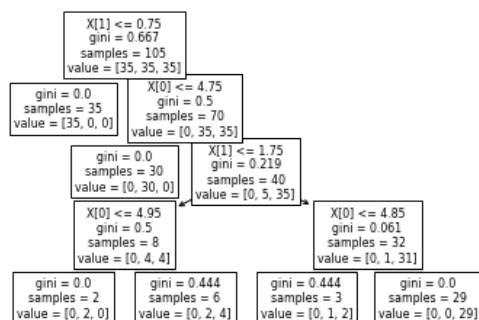 X[1] <= 0.75
gini = 0.667
samples = 105
value = [35, 35, 35]
gini = 0.0
samples = 35
value = [35, 0, 0]
X[0] <= 4.75
gini = 0.5
samples = 70
value = [0, 35, 35]
gini = 0.0
samples = 30
value = [0, 30, 0]
X[1] <= 1.75
gini = 0.219
samples = 40
value = [0, 5, 35]
X[0] <= 4.95
gini = 0.5
samples = 8
value = [0, 4, 4]
X[0] <= 4.85
gini = 0.061
samples = 32
value = [0, 1, 31]
gini = 0.0
samples = 2
value = [0, 2, 0]
gini = 0.444
samples = 6
value = [0, 2, 4]
gini = 0.444
samples = 3
value = [0, 1, 2]
gini = 0.0
samples = 29
value = [0, 0, 29]